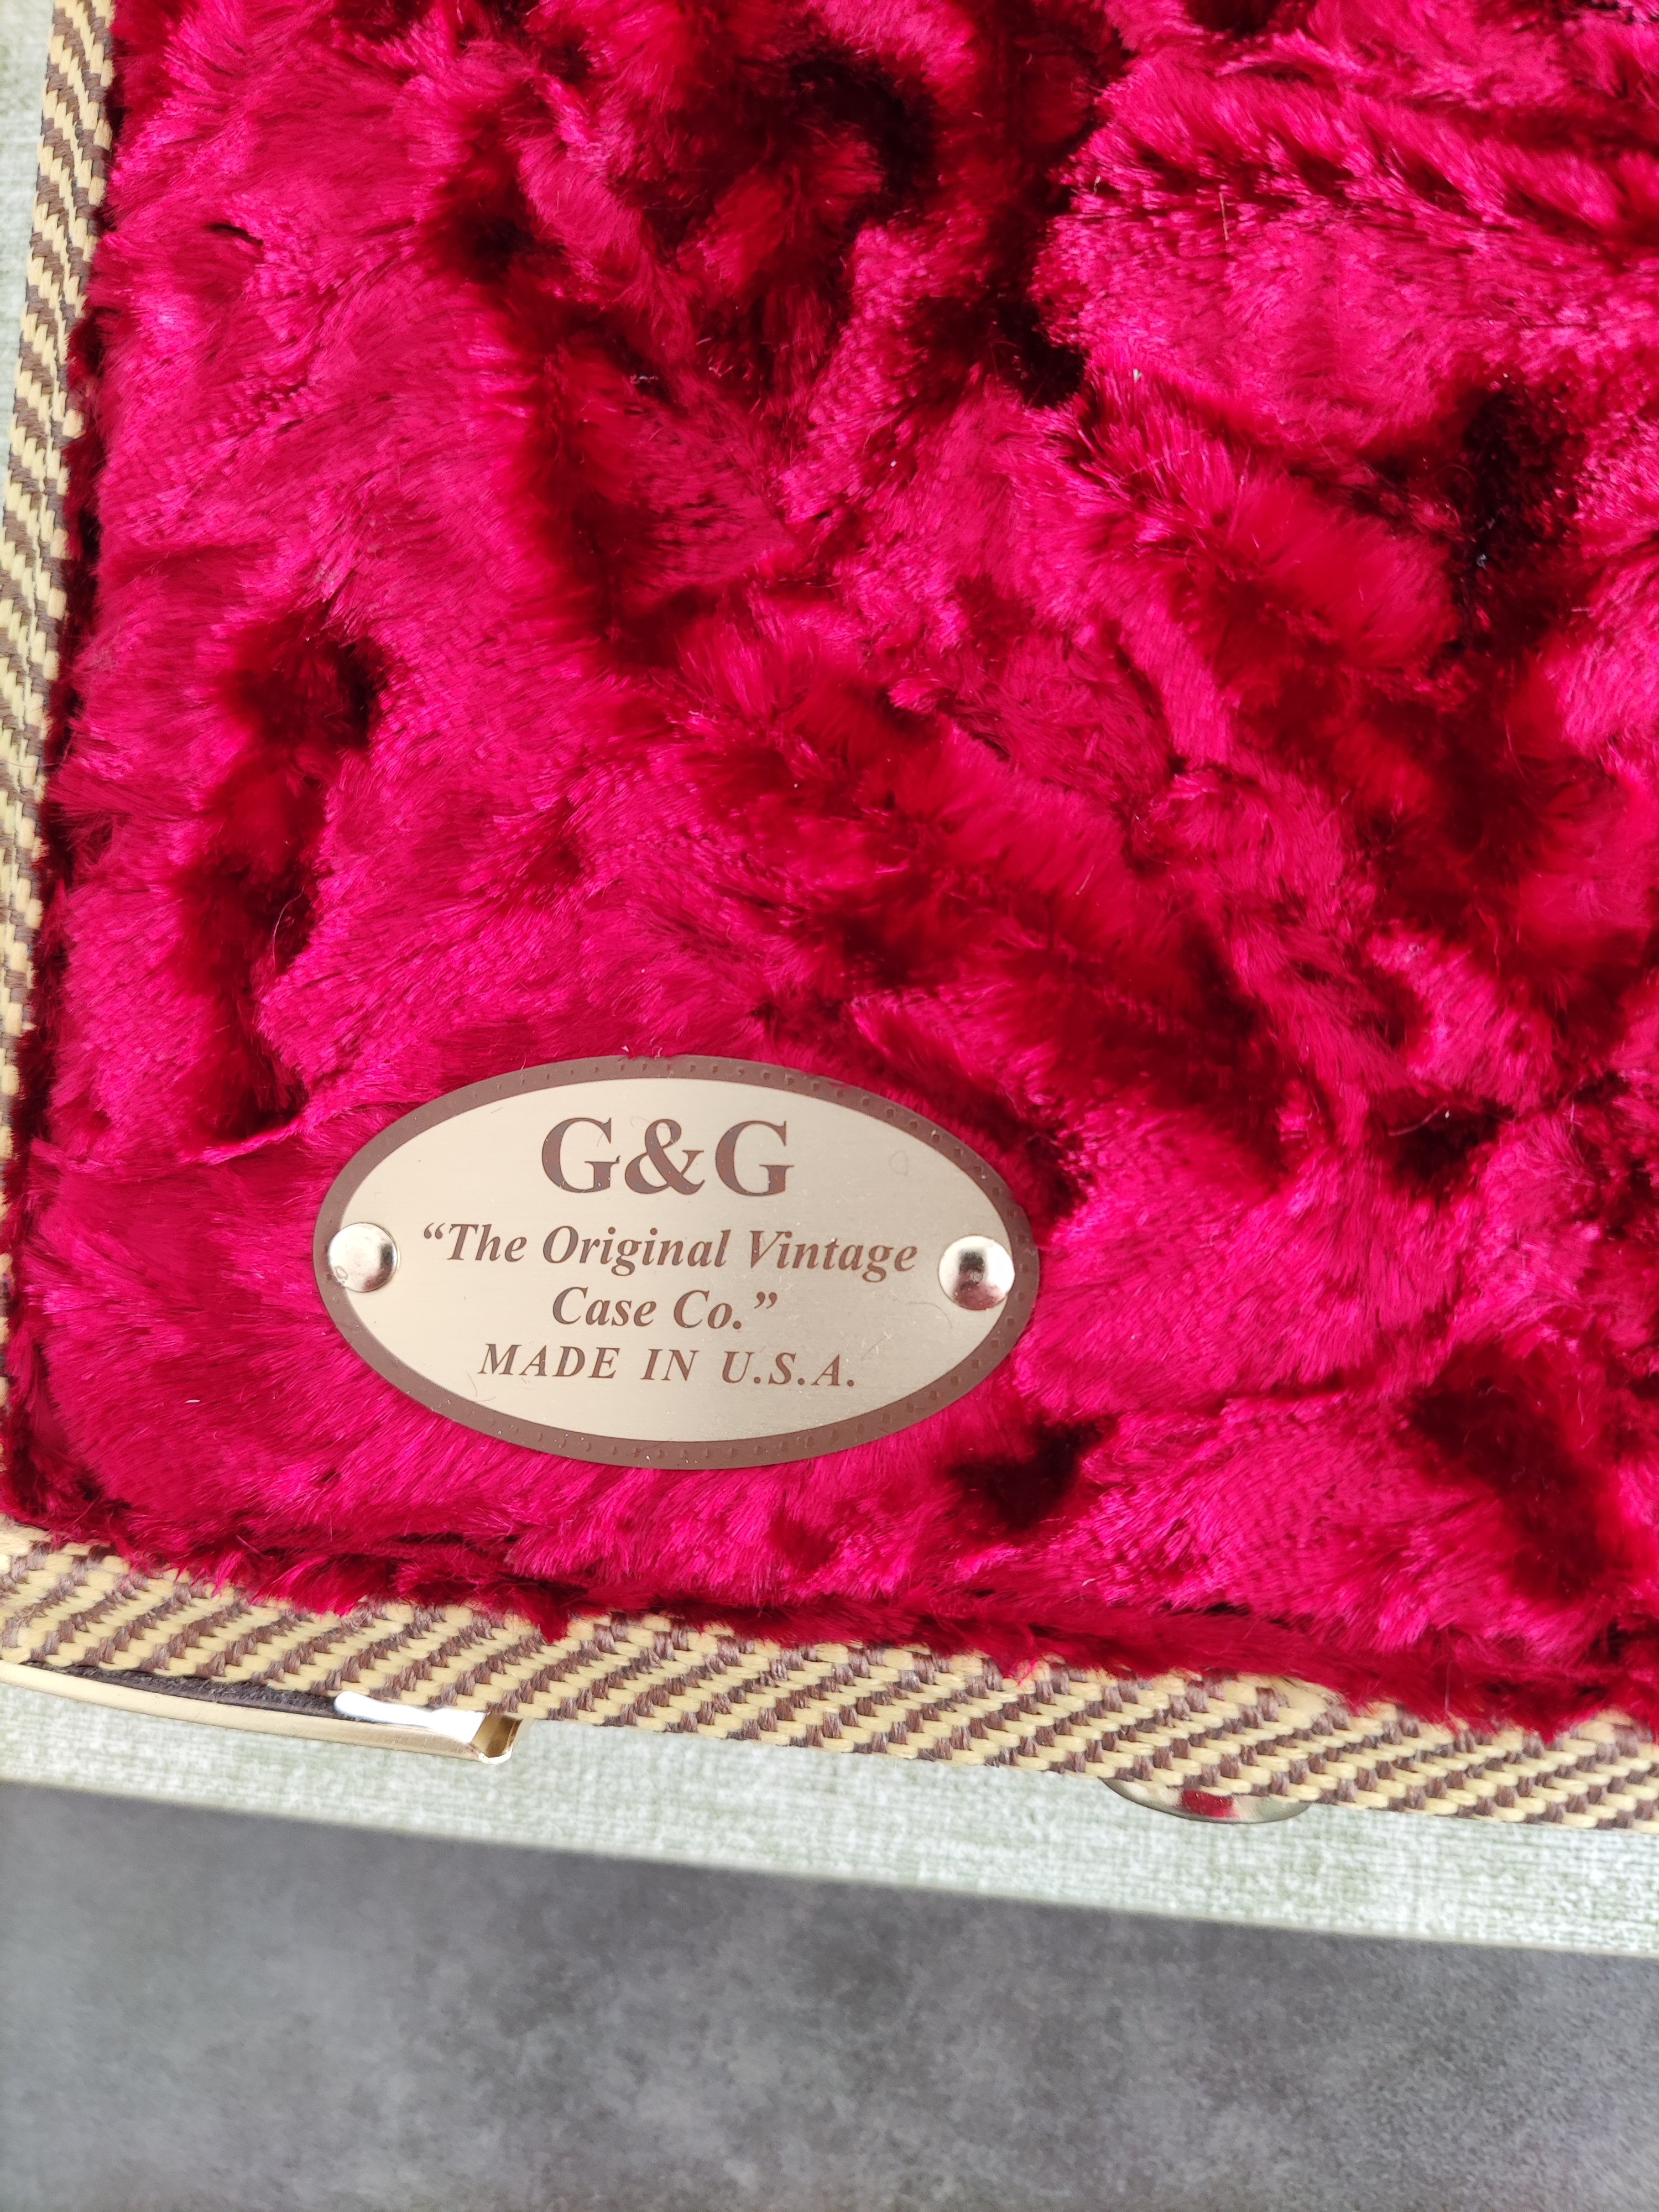 G&G
“The Original Vintage
Case Co.”
MADE IN U.S.A.